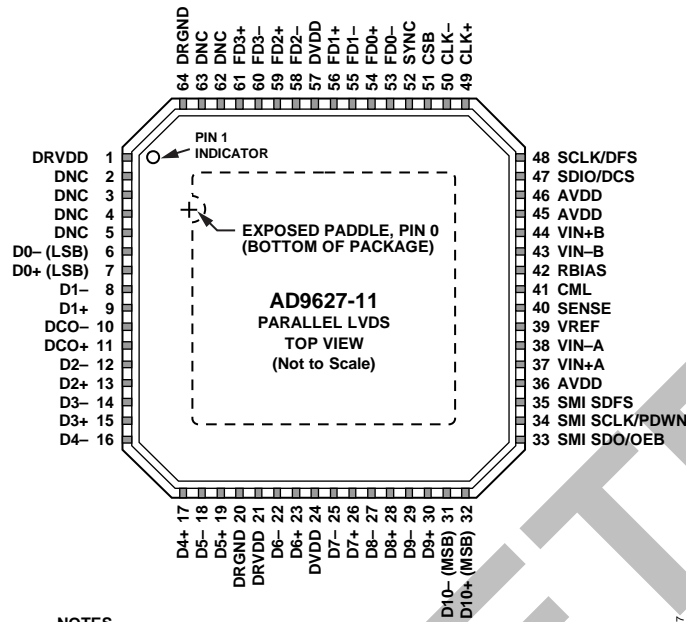 64 DRGND
63 DNC
62 DNC
61 FD3+
60 FD3–
59 FD2+
58 FD2–
57 DVDD
56 FD1+
55 FD1–
54 FD0+
53 FD0–
52 SYNC
51 CSB
50 CLK–
49 CLK+
PIN 1
INDICATOR
DRVDD 1
DNC 2
DNC 3
DNC 4
DNC 5
D0– (LSB) 6
D0+ (LSB) 7
D1– 8
D1+ 9
DCO– 10
DCO+ 11
D2– 12
D2+ 13
D3– 14
D3+ 15
D4– 16
EXPOSED PADDLE, PIN 0
(BOTTOM OF PACKAGE)
AD9627-11
PARALLEL LVDS
TOP VIEW
(Not to Scale)
48 SCLK/DFS
47 SDIO/DCS
46 AVDD
45 AVDD
44 VIN+B
43 VIN–B
42 RBIAS
41 CML
40 SENSE
39 VREF
38 VIN–A
37 VIN+A
36 AVDD
35 SMI SDFS
34 SMI SCLK/PDWN
33 SMI SDO/OEB
D4+ 17
D5– 18
D5+ 19
DRGND 20
DRVDD 21
D6– 22
D6+ 23
DVDD 24
D7– 25
D7+ 26
D8– 27
D8+ 28
D9– 29
D9+ 30
D10– (MSB) 31
D10+ (MSB) 32